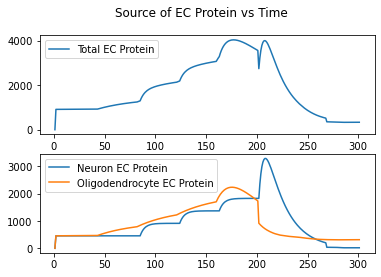 Source of EC Protein vs Time
4000
2000
0
Total EC Protein
0 50 100 150 200 250 300
3000
2000
1000
0
Neuron EC Protein
Oligodendrocyte EC Protein
0 50 100 150 200 250 300